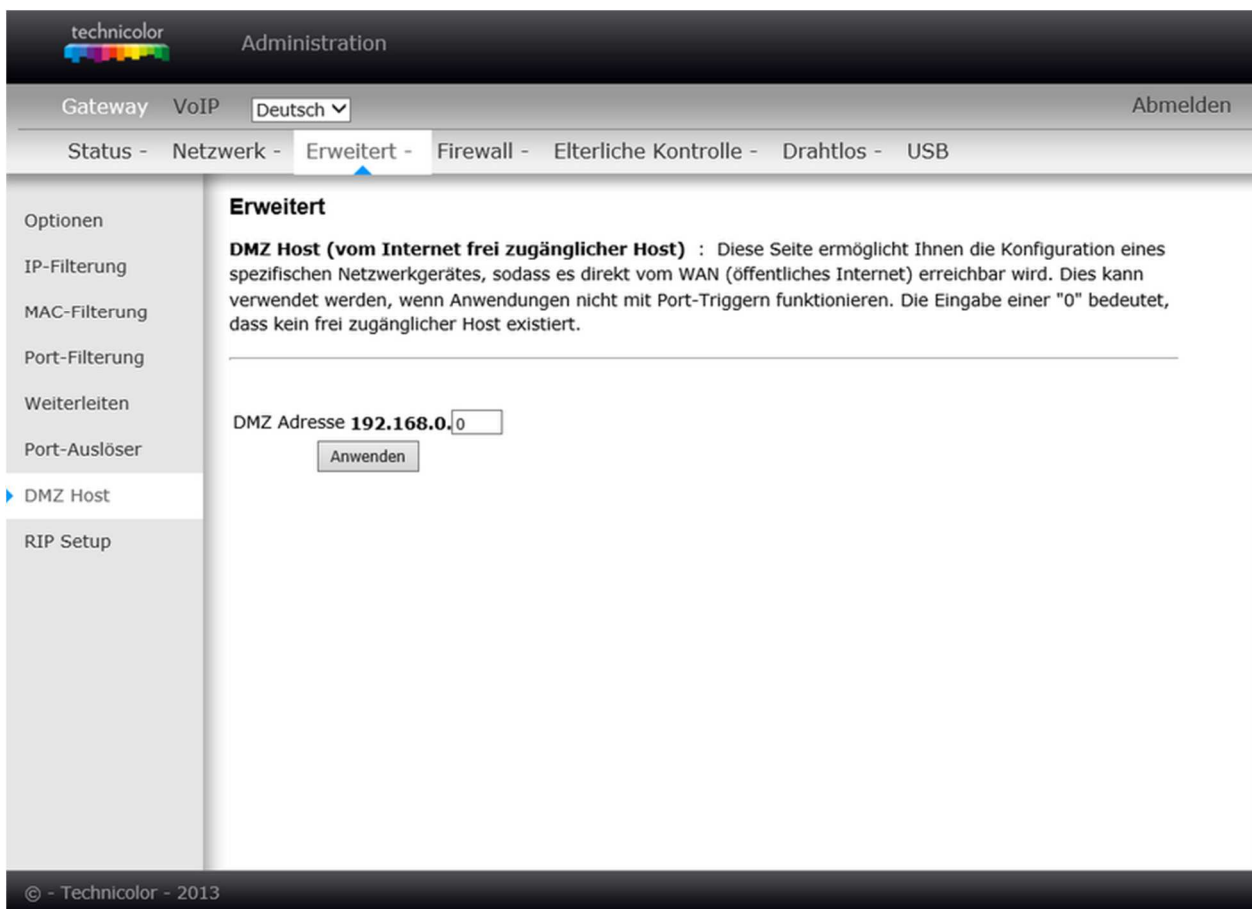 technicolor
Administration
Gateway VoIP Deutsch Abmelden
Status - Netzwerk - Erweitert - Firewall - Elterliche Kontrolle - Drahtlos - USB
Optionen
IP-Filterung
MAC-Filterung
Port-Filterung
Weiterleiten
Port-Auslöser
DMZ Host
RIP Setup
Erweitert
DMZ Host (vom Internet frei zugänglicher Host) : Diese Seite ermöglicht Ihnen die Konfiguration eines
spezifischen Netzwerkgerätes, sodass es direkt vom WAN (öffentliches Internet) erreichbar wird. Dies kann
verwendet werden, wenn Anwendungen nicht mit Port-Triggern funktionieren. Die Eingabe einer "0" bedeutet,
dass kein frei zugänglicher Host existiert.
DMZ Adresse 192.168.0.0
Anwenden
© - Technicolor - 2013